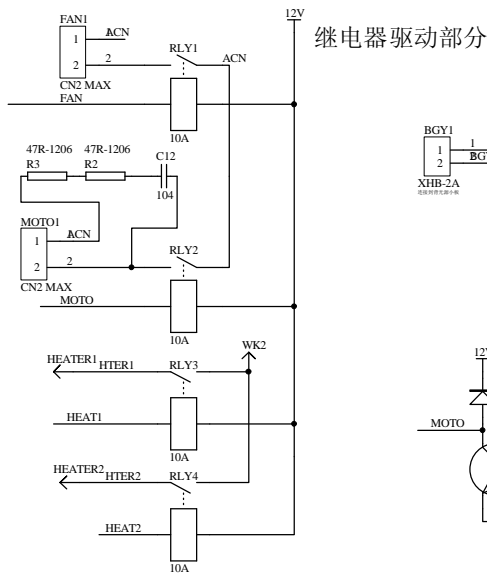 12V
继电器驱动部分
FAN1
1
ACN
2
2
CN2 MAX
RLY1
ACN
FAN
10A
47R-1206
47R-1206
R3
R2
C12
104
MOTO1
1
ACN
2
2
CN2 MAX
RLY2
MOTO
10A
WK2
HEATER1
HTER1
RLY3
HEAT1
10A
HEATER2
HTER2
RLY4
HEAT2
10A
BGY1
1
1
2
XHB-2A
12V
MOTO